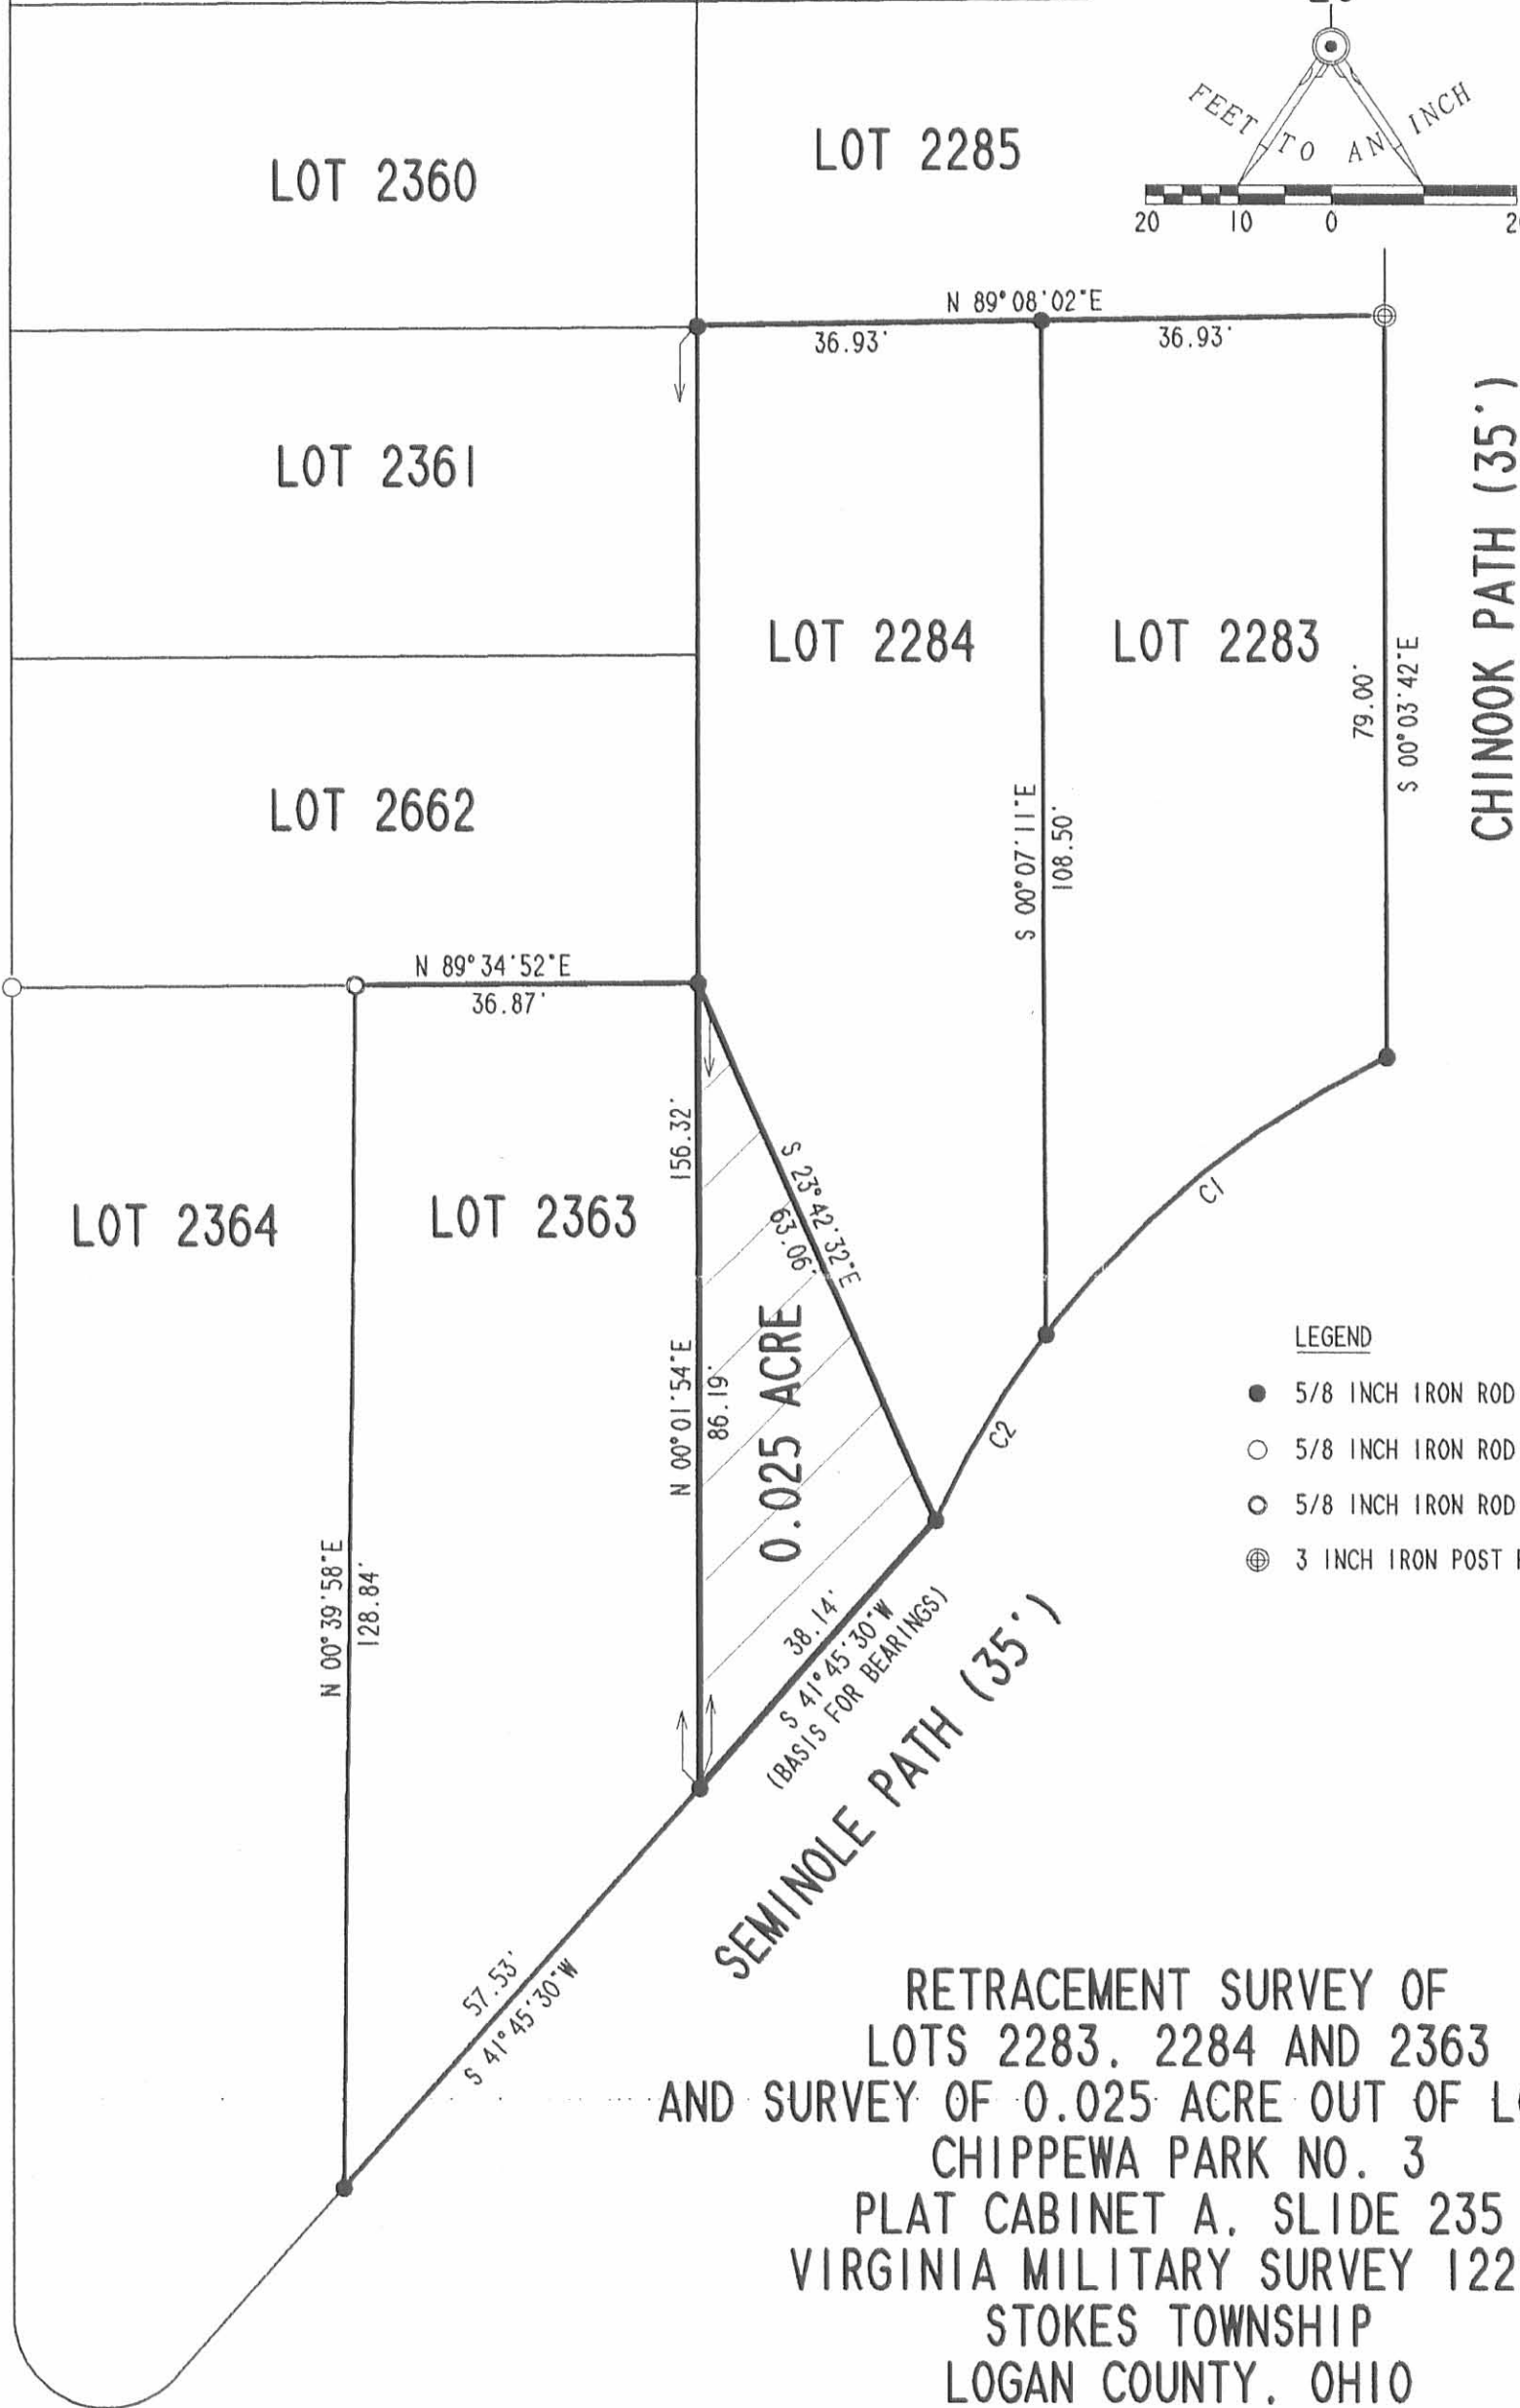 FEET TO AN INCH
20 10 0
LOT 2360
LOT 2285
N 89°08'02"E
36.93'
36.93'
LOT 2361
CHINOOK PATH (35')
LOT 2284
LOT 2283
79.00'
S 00°03'42"E
LOT 2662
S 00°07'11"E
108.50'
N 89°34'52"E
36.87'
156.32'
S 23°42'32"E
63.06'
C1
LOT 2364
LOT 2363
N 00°01'54"E
86.19'
0.025 ACRE
C2
LEGEND
5/8 INCH IRON ROD
5/8 INCH IRON ROD
5/8 INCH IRON ROD
3 INCH IRON POST
N 00°39'58"E
128.84'
38.14'
S 41°45'30"W
(BASIS FOR BEARINGS)
SEMINOLE PATH (35')
57.53'
S 41°45'30"W
RETRACEMENT SURVEY OF
LOTS 2283, 2284 AND 2363
AND SURVEY OF 0.025 ACRE OUT OF
CHIPPEWA PARK NO. 3
PLAT CABINET A, SLIDE 235
VIRGINIA MILITARY SURVEY 122
STOKES TOWNSHIP
LOGAN COUNTY, OHIO